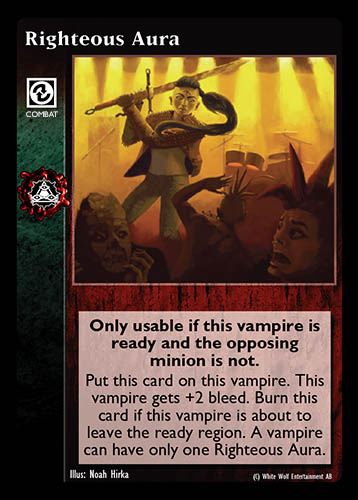 Righteous Aura
COMBAT
Only usable if this vampire is
ready and the opposing
minion is not.
Put this card on this vampire. This
vampire gets +2 bleed. Burn this
card if this vampire is about to
leave the ready region. A vampire
can have only one Righteous Aura.
Illus: Noah Hirka
(C) White Wolf Entertainment AB